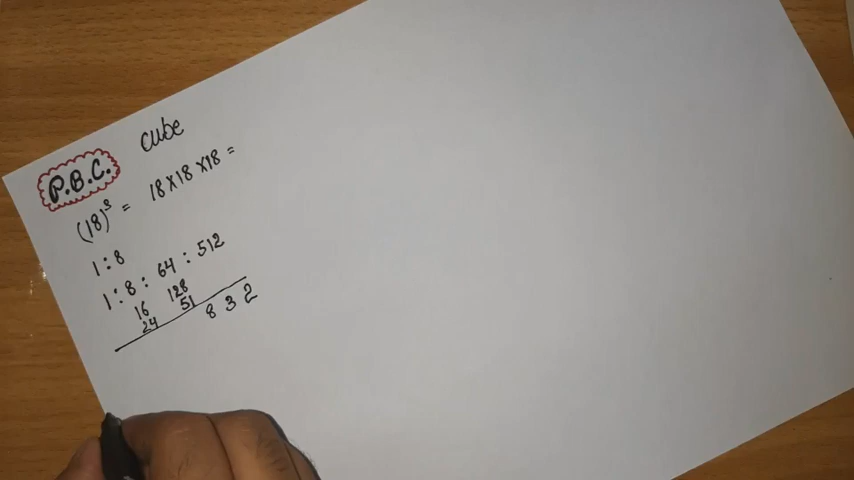 cube
P.B.C.
(18)³ = 18 X 18 X 18 =
1 : 8
1 : 8 : 64 : 512
16 128
24 51
8 3 2